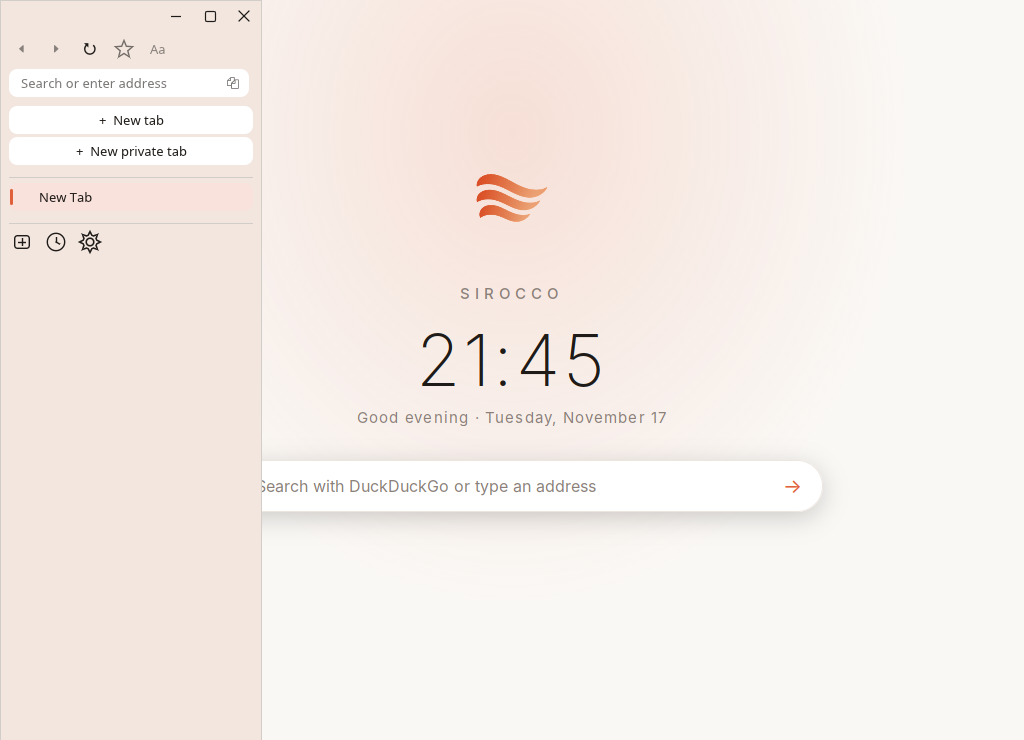 Aa
Search or enter address
+ New tab
+ New private tab
New Tab
SIROCCO
21:45
Good evening · Tuesday, November 17
Search with DuckDuckGo or type an address